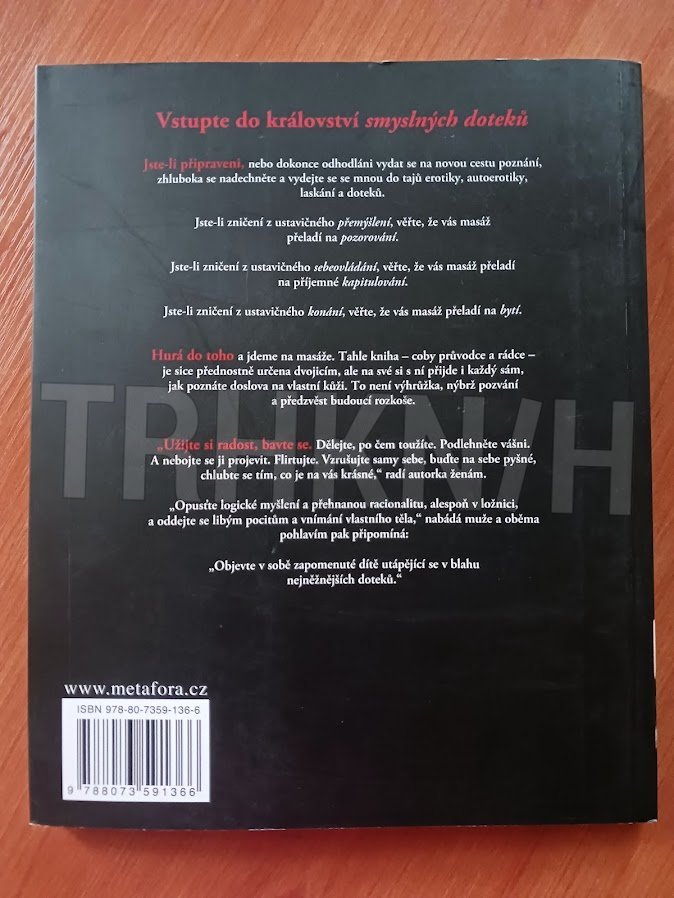 Vstupte do království smyslných doteků
Jste-li připraveni, nebo dokonce odhodláni vydat se na novou cestu poznání,
zhluboka se nadechněte a vydejte se se mnou do tajů erotiky, autoerotiky,
laskání a doteků.
Jste-li zničení z ustavičného přemýšlení, věřte, že vás masáž
přeladí na pozorování.
Jste-li zničení z ustavičného sebeovládání, věřte, že vás masáž přeladí
na příjemné kapitulování.
Jste-li zničení z ustavičného konání, věřte, že vás masáž přeladí na bytí.
Hurá do toho a jdeme na masáže. Tahle kniha – coby průvodce a rádce –
je sice přednostně určena dvojicím, ale na své si s ní přijde i každý sám,
jak poznáte doslova na vlastní kůži. To není výhrůžka, nýbrž pozvání
a předzvěst budoucí rozkoše.
TRHKNIH
„Užijte si radost, bavte se. Dělejte, po čem toužíte. Podlehněte vášni.
A nebojte se ji projevit. Flirtujte. Vzrušujte samy sebe, buďte na sebe pyšné,
chlubte se tím, co je na vás krásné,“ radí autorka ženám.
„Opusťte logické myšlení a přehnanou racionalitu, alespoň v ložnici,
a oddejte se libým pocitům a vnímání vlastního těla,“ nabádá muže a oběma
pohlavím pak připomíná:
„Objevte v sobě zapomenuté dítě utápějící se v blahu
nejněžnějších doteků.“
www.metafora.cz
ISBN 978-80-7359-136-6
9 788073 591366